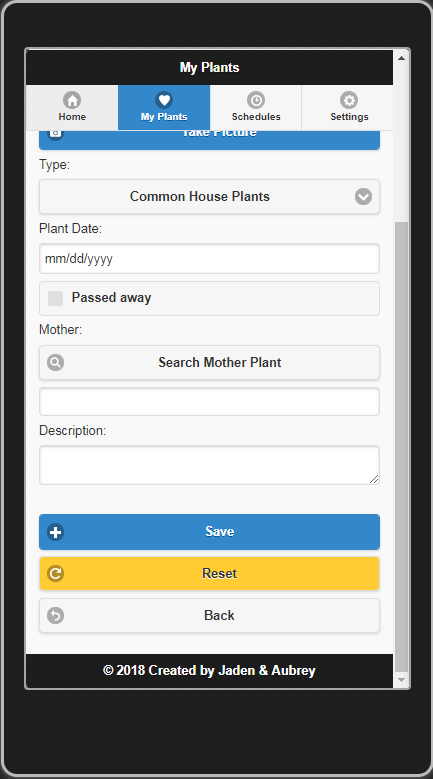 My Plants
Home My Plants Schedules Settings
Take Picture
Type:
Common House Plants
Plant Date:
mm/dd/yyyy
Passed away
Mother:
Search Mother Plant
Description:
Save
Reset
Back
© 2018 Created by Jaden & Aubrey